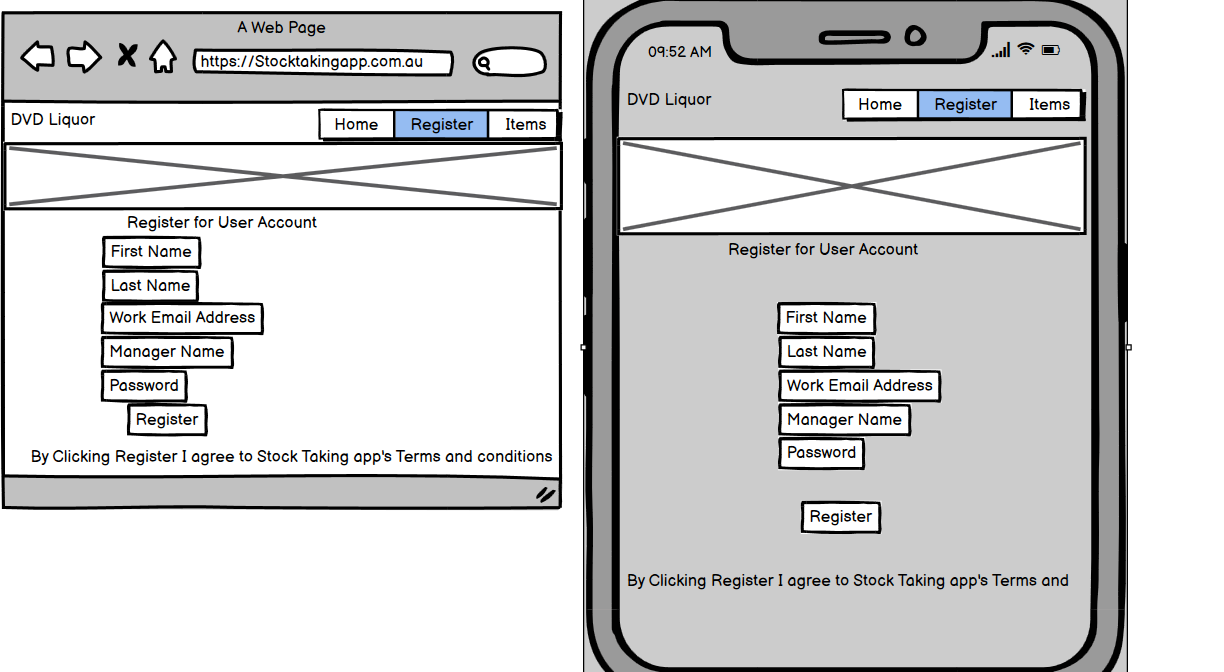 A Web Page
https://Stocktakingapp.com.au
DVD Liquor
Home Register Items
Register for User Account
First Name
Last Name
Work Email Address
Manager Name
Password
Register
By Clicking Register I agree to Stock Taking app's Terms and conditions
09:52 AM
DVD Liquor
Home Register Items
Register for User Account
First Name
Last Name
Work Email Address
Manager Name
Password
Register
By Clicking Register I agree to Stock Taking app's Terms and